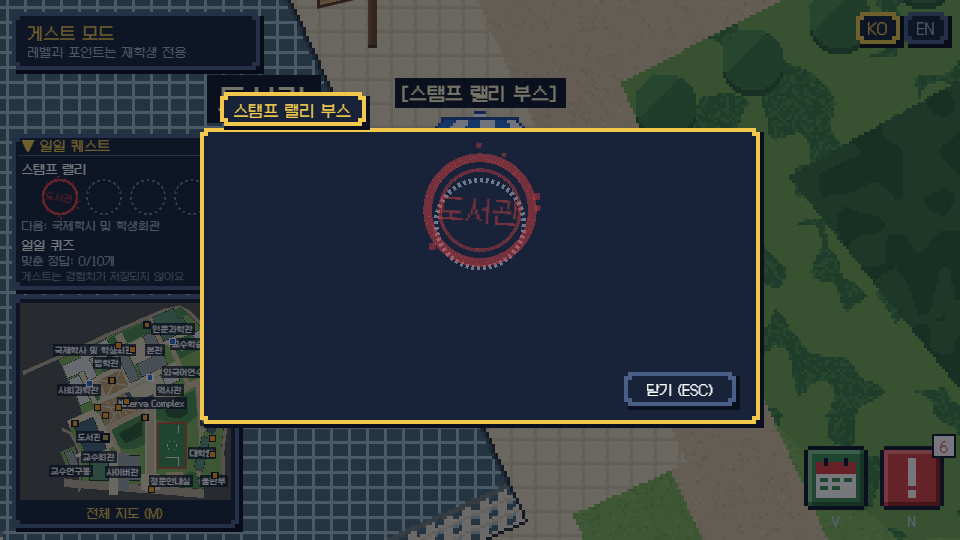 게스트 모드
레벨과 포인트는 재학생 전용
KO
EN
[스탬프 랠리 부스]
스탬프 랠리 부스
▼ 일일 퀘스트
스탬프 랠리
도서관
다음: 국제학사 및 학생회관
일일 퀴즈
맞춘 정답: 0/10개
게스트는 경험치가 저장되지 않아요
도서관
닫기 (ESC)
인문과학관
국제학사 및 학생회관
본관
교수학습
법학관
외국어연수
사회과학관
역사관
erva Complex
도서관
대학원
교수회관
교수연구동
사이버관
정문안내실
출판부
전체 지도 (M)
6
V
N